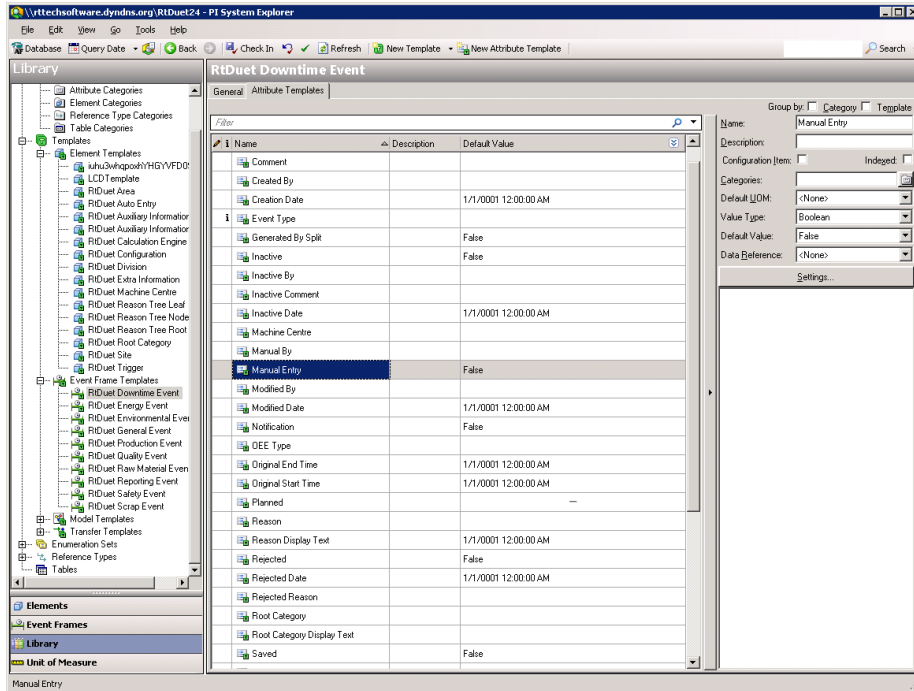 \\rttechsoftware.dyndns.org\RtDuet24 - PI System Explorer
File Edit View Go Tools Help
Database Query Date Back Check In Refresh New Template New Attribute Template Search
Library
Attribute Categories
Element Categories
Reference Type Categories
Table Categories
Templates
Element Templates
LCDTemplate
RtDuet Area
RtDuet Auto Entry
RtDuet Auxiliary Information
RtDuet Auxiliary Information
RtDuet Calculation Engine
RtDuet Configuration
RtDuet Division
RtDuet Extra Information
RtDuet Machine Centre
RtDuet Reason Tree Leaf
RtDuet Reason Tree Node
RtDuet Reason Tree Root
RtDuet Root Category
RtDuet Site
RtDuet Trigger
Event Frame Templates
RtDuet Downtime Event
RtDuet Energy Event
RtDuet Environmental Even
RtDuet General Event
RtDuet Production Event
RtDuet Quality Event
RtDuet Raw Material Even
RtDuet Reporting Event
RtDuet Safety Event
RtDuet Scrap Event
Model Templates
Transfer Templates
Enumeration Sets
Reference Types
Tables
Elements
Event Frames
Library
Unit of Measure
RtDuet Downtime Event
General Attribute Templates
Group by: Category Template
Filter
i Name Description Default Value
Comment
Created By
Creation Date 1/1/0001 12:00:00 AM
i Event Type
Generated By Split False
Inactive False
Inactive By
Inactive Comment
Inactive Date 1/1/0001 12:00:00 AM
Machine Centre
Manual By
Manual Entry False
Modified By
Modified Date 1/1/0001 12:00:00 AM
Notification False
OEE Type
Original End Time 1/1/0001 12:00:00 AM
Original Start Time 1/1/0001 12:00:00 AM
Planned
Reason
Reason Display Text 1/1/0001 12:00:00 AM
Rejected False
Rejected Date 1/1/0001 12:00:00 AM
Rejected Reason
Root Category
Root Category Display Text
Saved False
Name: Manual Entry
Description:
Configuration Item: Indexed:
Categories:
Default UOM: <None>
Value Type: Boolean
Default Value: False
Data Reference: <None>
Settings...
Manual Entry